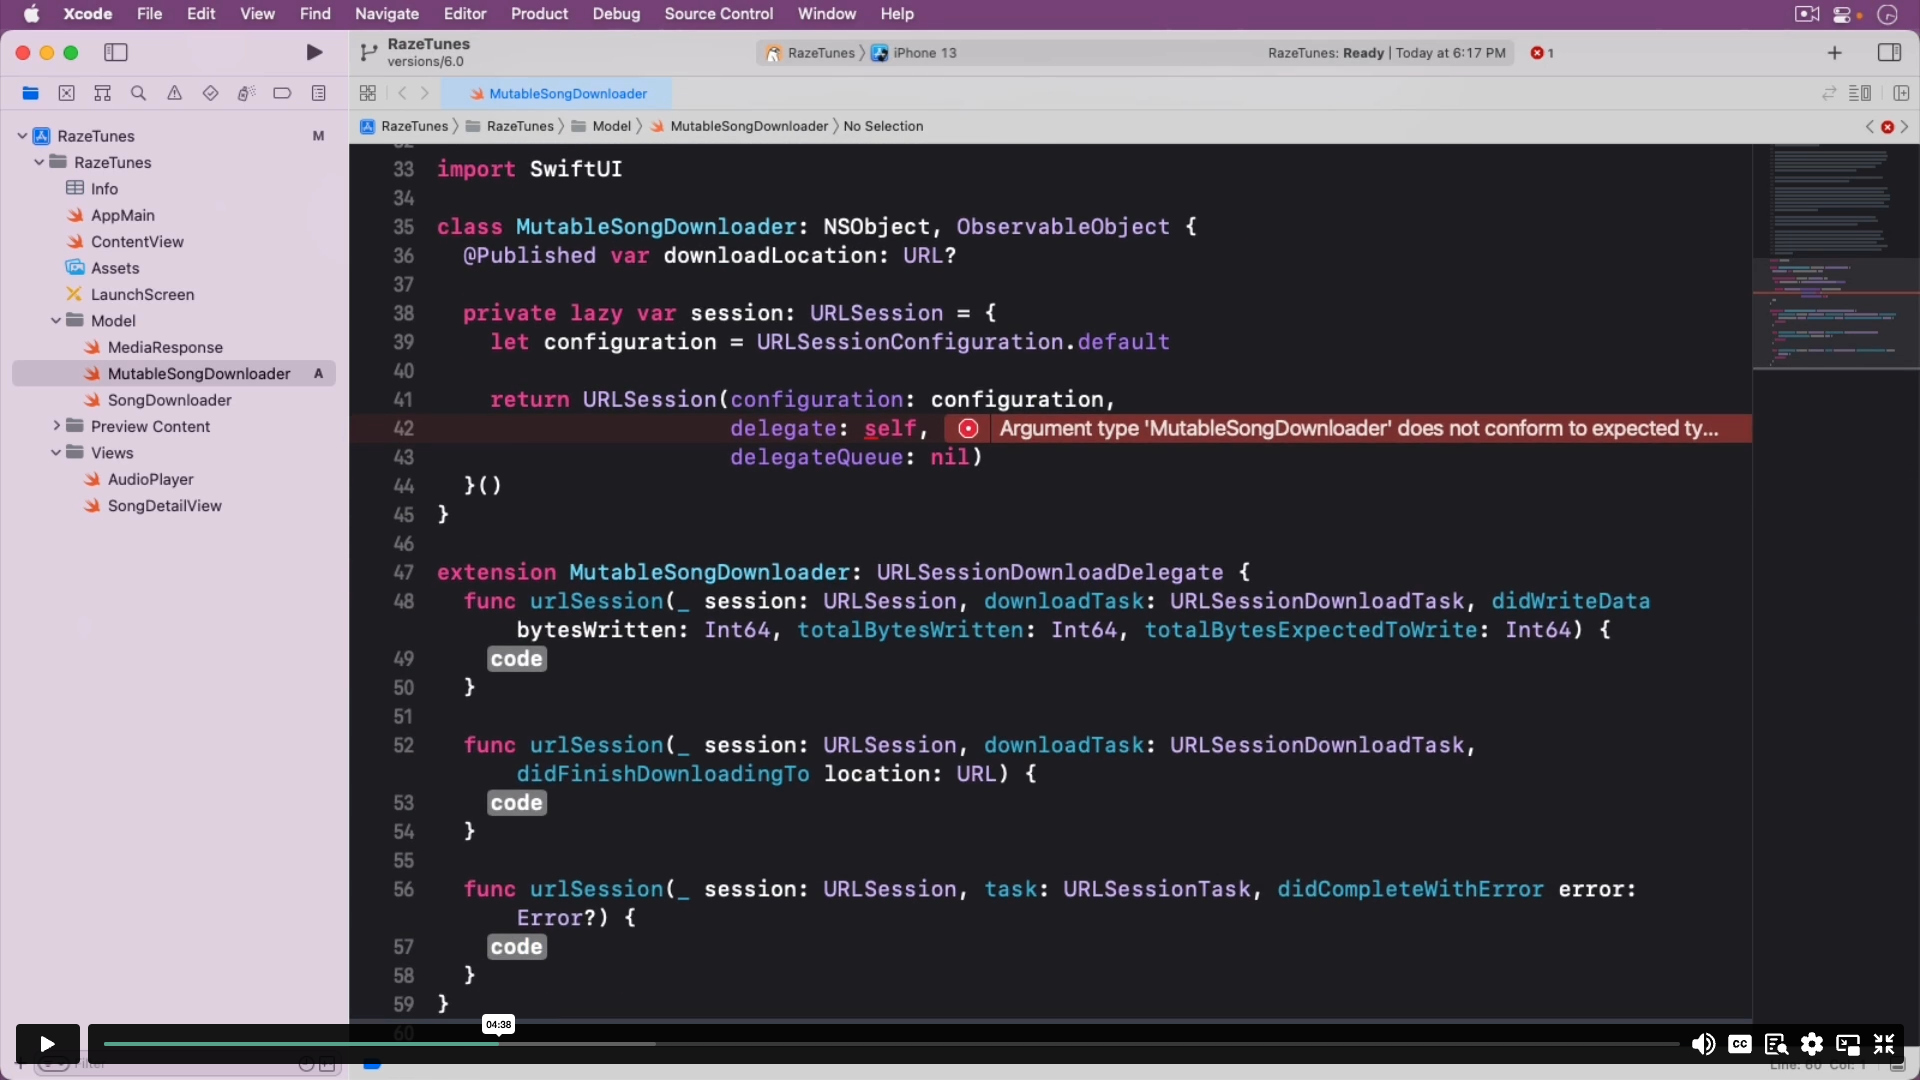 Xcode File Edit View Find Navigate Editor Product Debug Source Control Window Help
RazeTunes
versions/6.0
RazeTunes 〉 iPhone 13
RazeTunes: Ready | Today at 6:17 PM
1
MutableSongDownloader
RazeTunes 〉 RazeTunes 〉 Model 〉 MutableSongDownloader 〉 No Selection
RazeTunes M
RazeTunes
Info
AppMain
ContentView
Assets
LaunchScreen
Model
MediaResponse
MutableSongDownloader A
SongDownloader
Preview Content
Views
AudioPlayer
SongDetailView
32
33 import SwiftUI
34
35 class MutableSongDownloader: NSObject, ObservableObject {
36 @Published var downloadLocation: URL?
37
38 private lazy var session: URLSession = {
39 let configuration = URLSessionConfiguration.default
40
41 return URLSession(configuration: configuration,
42 delegate: self, Argument type 'MutableSongDownloader' does not conform to expected ty...
43 delegateQueue: nil)
44 }()
45 }
46
47 extension MutableSongDownloader: URLSessionDownloadDelegate {
48 func urlSession(_ session: URLSession, downloadTask: URLSessionDownloadTask, didWriteData
bytesWritten: Int64, totalBytesWritten: Int64, totalBytesExpectedToWrite: Int64) {
49 code
50 }
51
52 func urlSession(_ session: URLSession, downloadTask: URLSessionDownloadTask,
didFinishDownloadingTo location: URL) {
53 code
54 }
55
56 func urlSession(_ session: URLSession, task: URLSessionTask, didCompleteWithError error:
Error?) {
57 code
58 }
59 }
60
04:38
CC
Filter
Line: 60 Col: 1